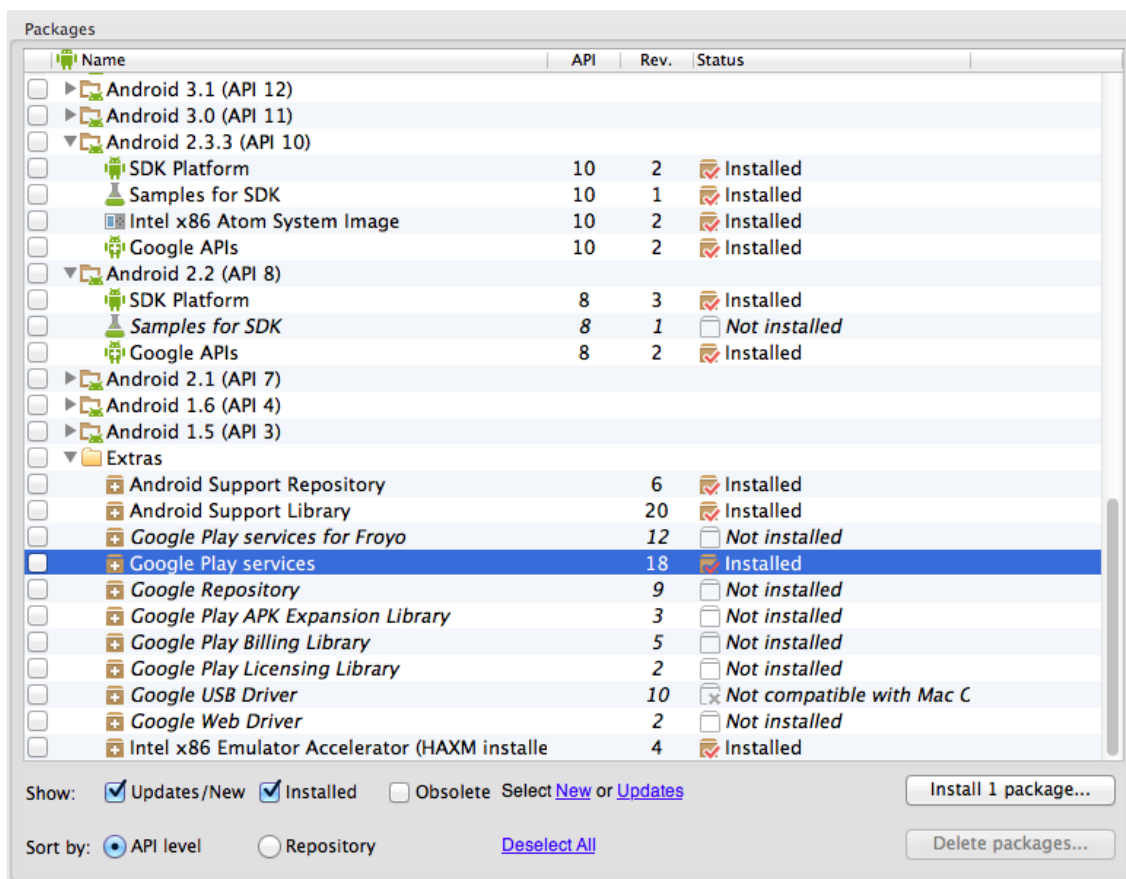 Packages
Name API Rev. Status
Android 3.1 (API 12)
Android 3.0 (API 11)
Android 2.3.3 (API 10)
SDK Platform 10 2 Installed
Samples for SDK 10 1 Installed
Intel x86 Atom System Image 10 2 Installed
Google APIs 10 2 Installed
Android 2.2 (API 8)
SDK Platform 8 3 Installed
Samples for SDK 8 1 Not installed
Google APIs 8 2 Installed
Android 2.1 (API 7)
Android 1.6 (API 4)
Android 1.5 (API 3)
Extras
Android Support Repository 6 Installed
Android Support Library 20 Installed
Google Play services for Froyo 12 Not installed
Google Play services 18 Installed
Google Repository 9 Not installed
Google Play APK Expansion Library 3 Not installed
Google Play Billing Library 5 Not installed
Google Play Licensing Library 2 Not installed
Google USB Driver 10 Not compatible with Mac O
Google Web Driver 2 Not installed
Intel x86 Emulator Accelerator (HAXM installe 4 Installed
Show: Updates/New Installed Obsolete Select New or Updates Install 1 package...
Sort by: API level Repository Deselect All Delete packages...